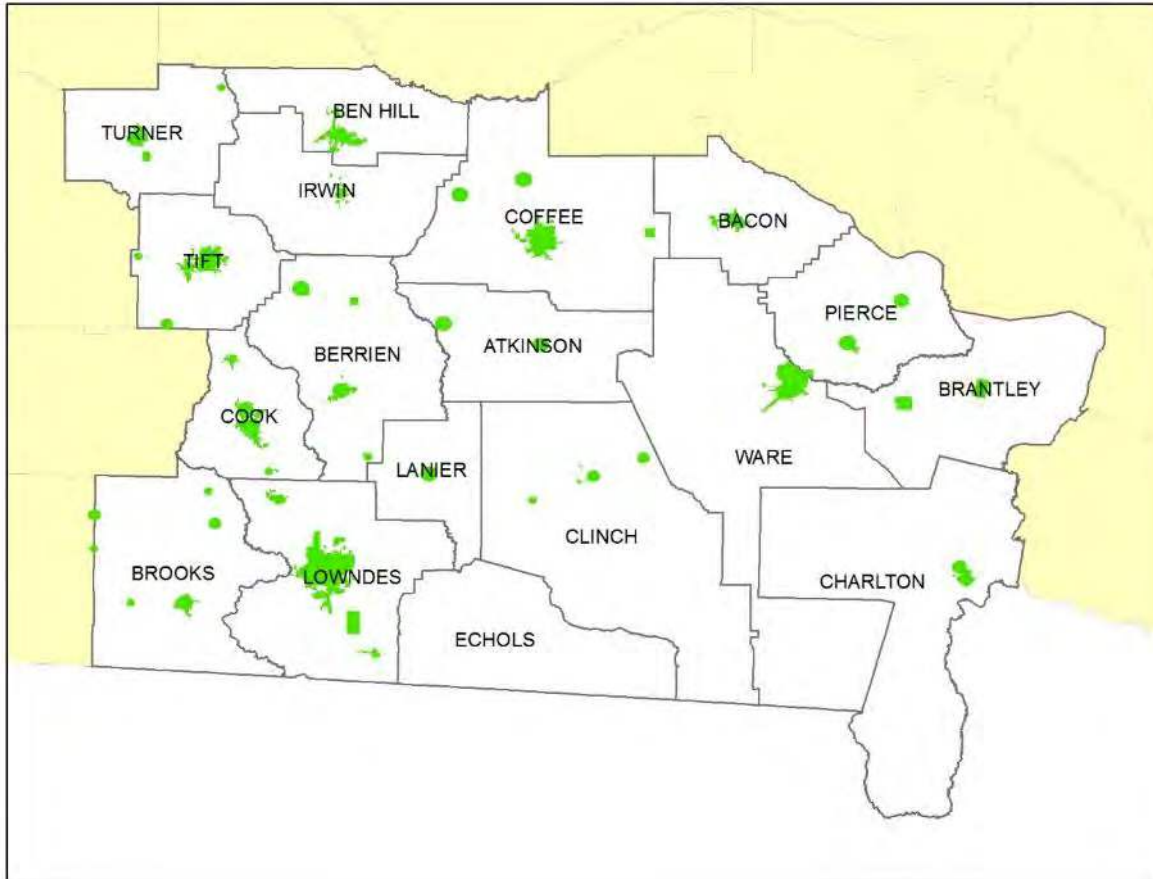 BEN HILL
TURNER
IRWIN
COFFEE
BACON
TIFT
PIERCE
ATKINSON
BERRIEN
BRANTLEY
COOK
WARE
LANIER
CLINCH
BROOKS
LOWNDES
CHARLTON
ECHOLS